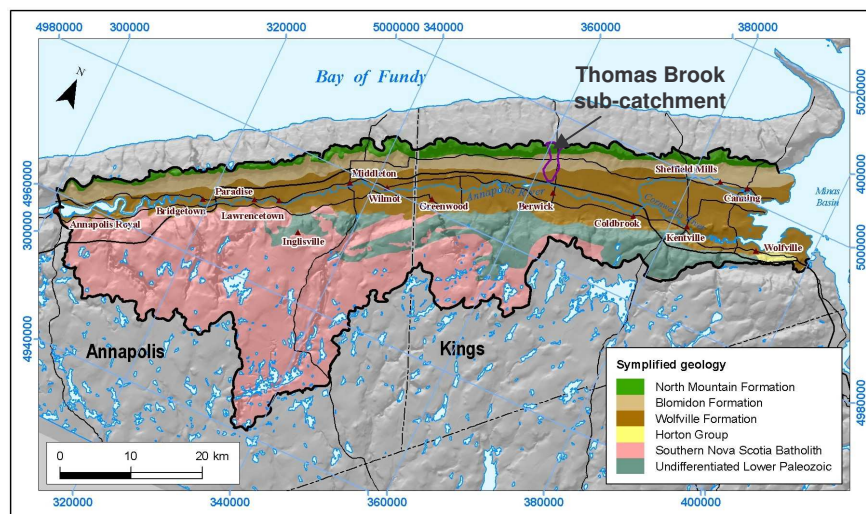 4980000
300000
320000
5000000
340000
360000
380000
N
Bay of Fundy
Thomas Brook
sub-catchment
5020000
4960000
Middleton
Sheffield Mills
400000
Paradise
Wilmot
Annapolis River
Canning
Minas
Basin
Bridgetown
Greenwood
Berwick
Annapolis Royal
Lawrencetown
Coldbrook
300000
Inglisville
Kentville
Wolfville
5000000
4940000
Annapolis
Kings
Symplified geology
North Mountain Formation
Blomidon Formation
Wolfville Formation
Horton Group
Southern Nova Scotia Batholith
Undifferentiated Lower Paleozoic
4980000
0
10
20 km
320000
340000
360000
380000
400000